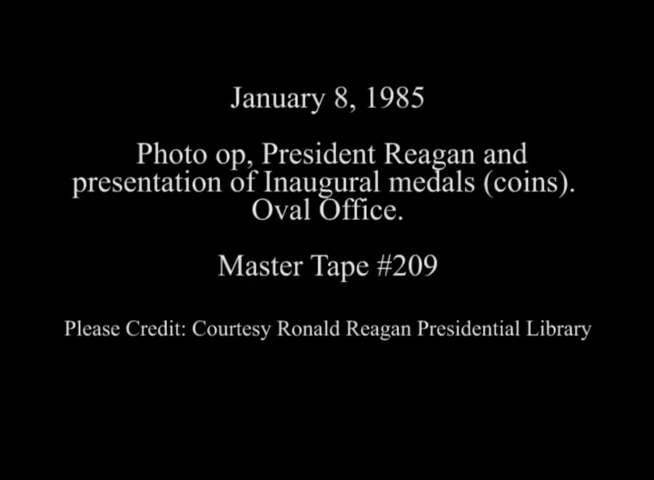 January 8, 1985
Photo op, President Reagan and
presentation of Inaugural medals (coins).
Oval Office.
Master Tape #209
Please Credit: Courtesy Ronald Reagan Presidential Library